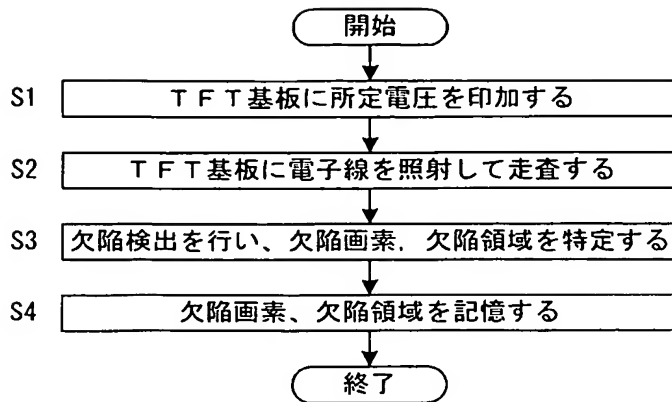 開始
S1 TFT基板に所定電圧を印加する
S2 TFT基板に電子線を照射して走査する
S3 欠陥検出を行い、欠陥画素.欠陥領域を特定する
S4 欠陥画素、欠陥領域を記憶する
終了